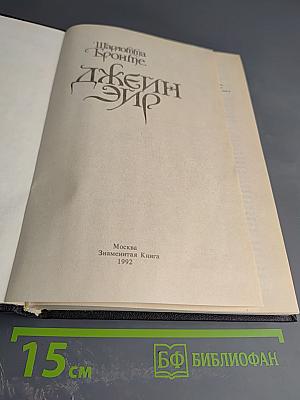 Шарлотта
Бронте
ДЖЕЙН
ЭЙР
Москва
Знаменитая Книга
1992
15 см
БФ БИБЛИОФАН